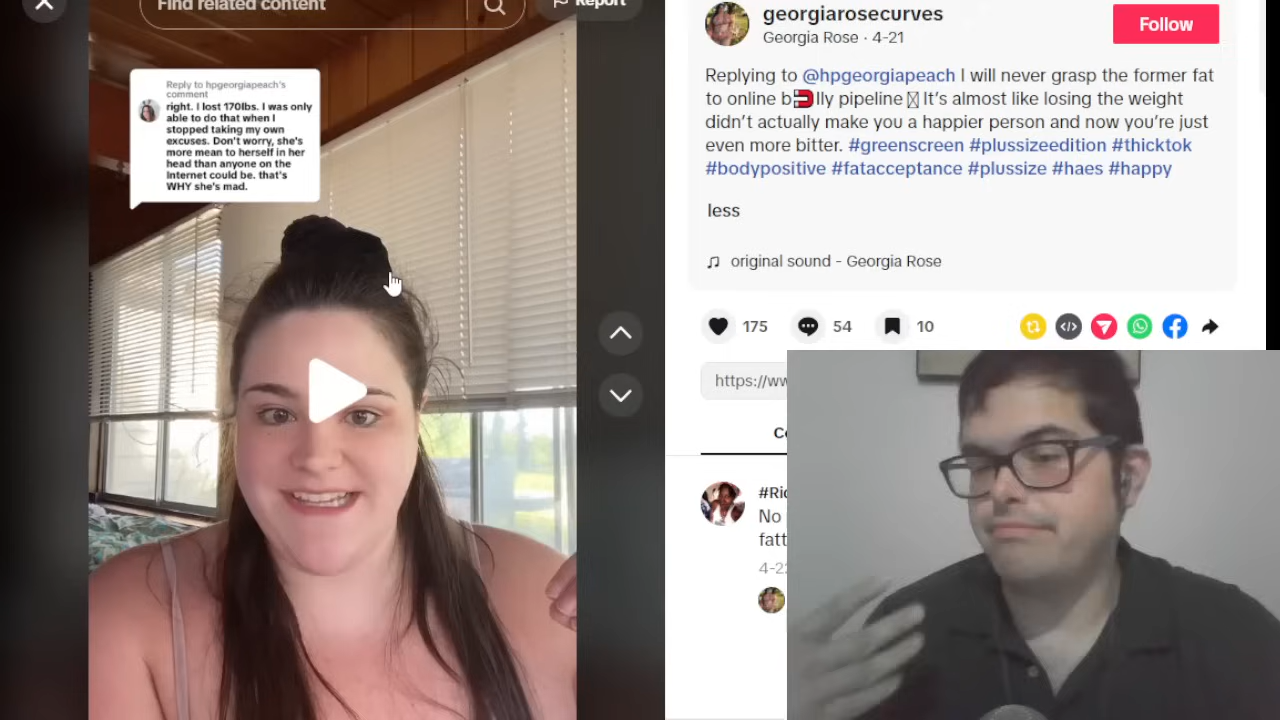 Find related content
Report
Reply to hpgeorgiapeach's
comment
right. I lost 170lbs. I was only
able to do that when I
stopped taking my own
excuses. Don't worry, she's
more mean to herself in her
head than anyone on the
Internet could be. that's
WHY she's mad.
georgiarosecurves
Georgia Rose · 4-21
Follow
Replying to @hpgeorgiapeach I will never grasp the former fat
to online b🧲lly pipeline It’s almost like losing the weight
didn’t actually make you a happier person and now you’re just
even more bitter. #greenscreen #plussizeedition #thicktok
#bodypositive #fatacceptance #plussize #haes #happy
less
original sound - Georgia Rose
175
54
10
https://ww
No
fatt